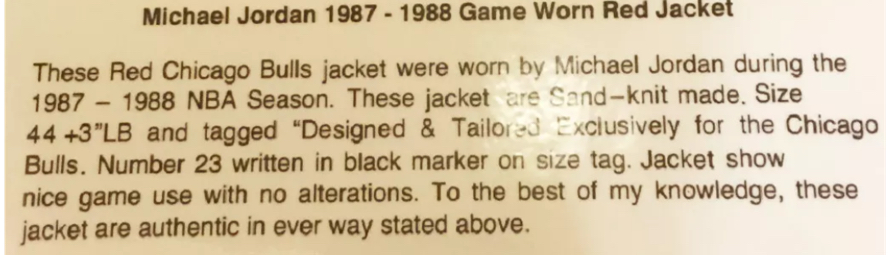 Michael Jordan 1987 - 1988 Game Worn Red Jacket
These Red Chicago Bulls jacket were worn by Michael Jordan during the
1987 – 1988 NBA Season. These jacket are Sand–knit made. Size
44 +3"LB and tagged "Designed & Tailored Exclusively for the Chicago
Bulls. Number 23 written in black marker on size tag. Jacket show
nice game use with no alterations. To the best of my knowledge, these
jacket are authentic in ever way stated above.